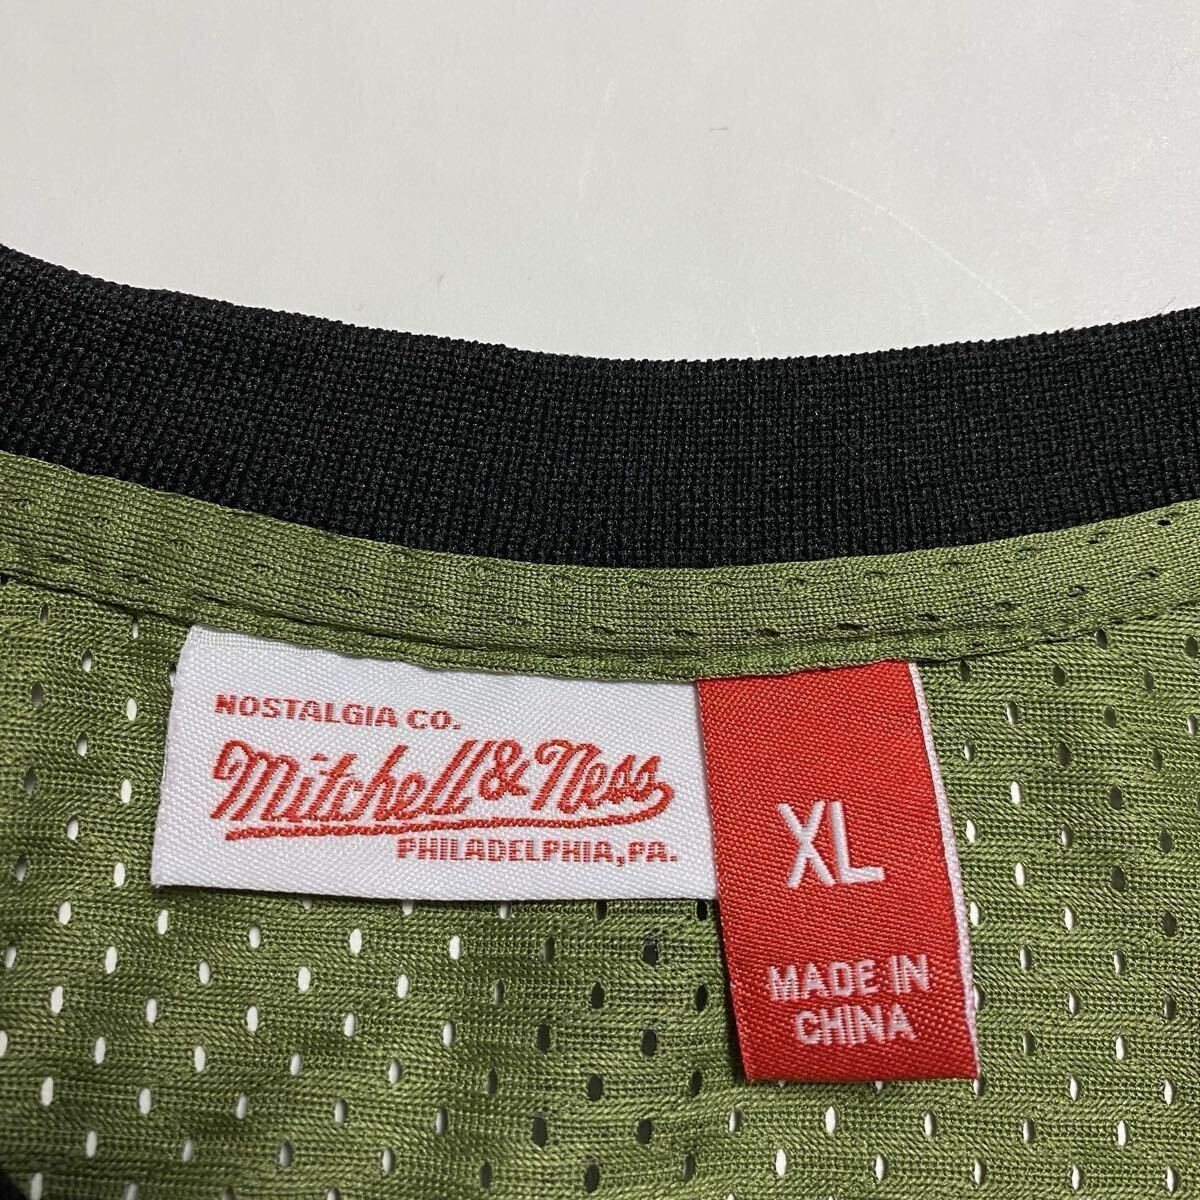 NOSTALGIA CO.
Mitchell & Ness
PHILADELPHIA, PA.
XL
MADE IN
CHINA